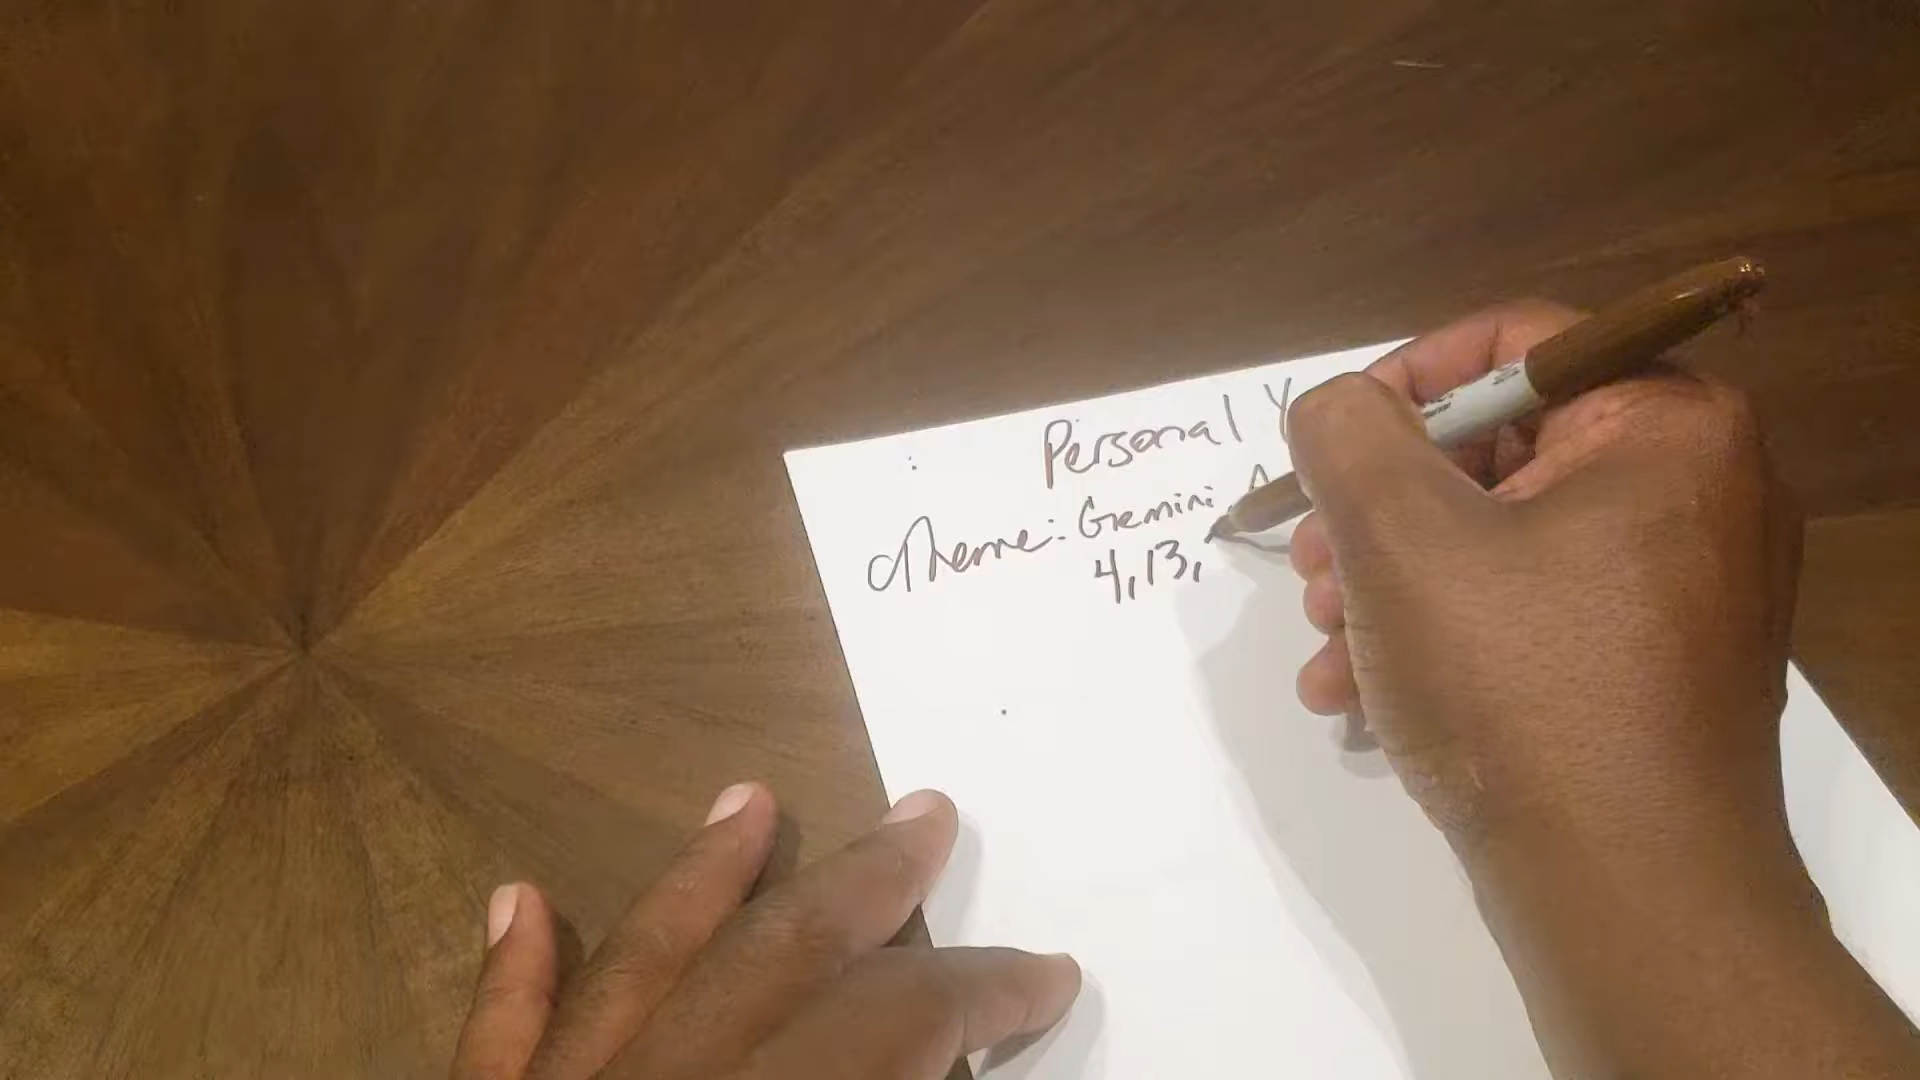 Personal Y
Theme: Gemini, A
4, 13,